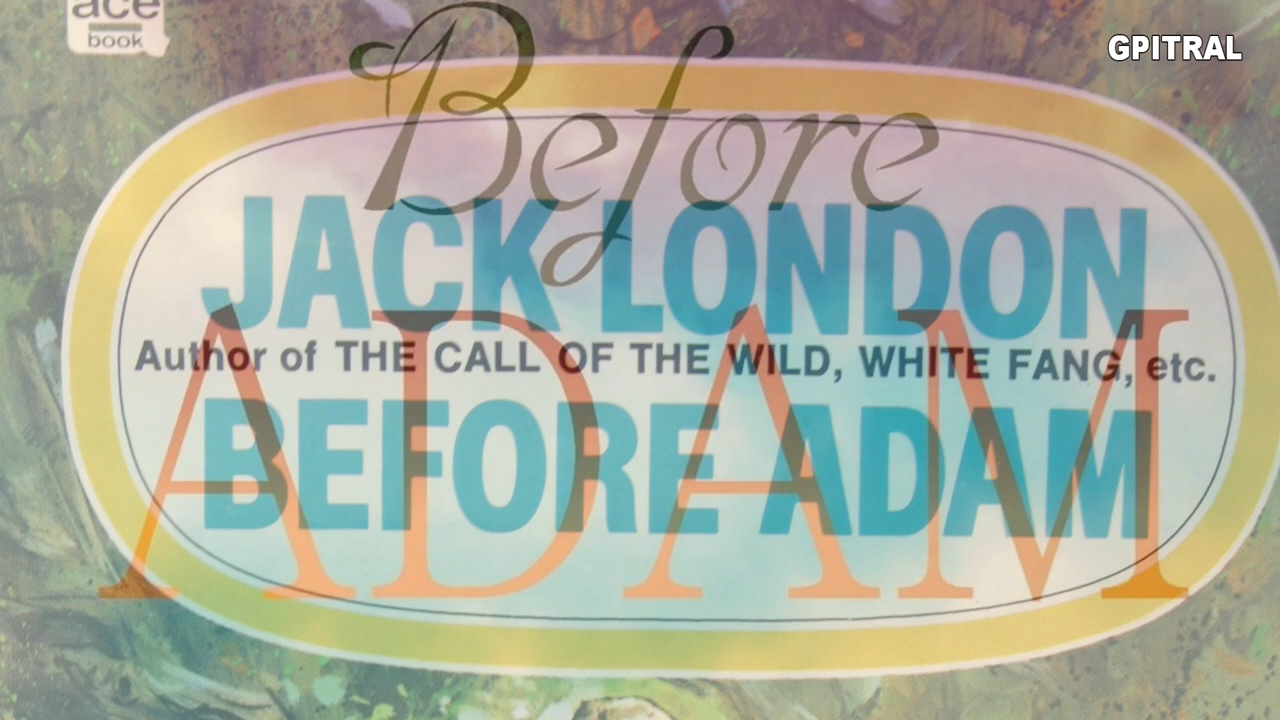 ace
book
GPITRAL
Before
JACK LONDON
ADAM
Author of THE CALL OF THE WILD, WHITE FANG, etc.
BEFORE ADAM